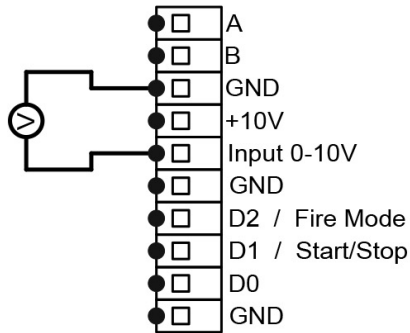 A
B
GND
+10V
V
Input 0-10V
GND
D2 / Fire Mode
D1 / Start/Stop
D0
GND